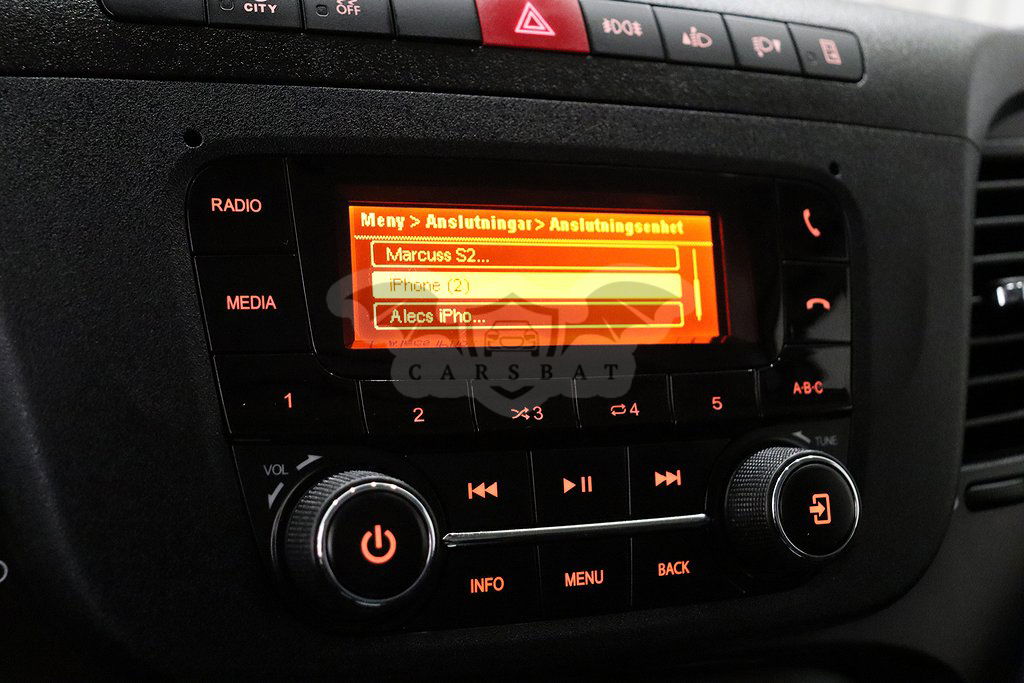 CITY
OFF
RADIO
MEDIA
Meny > Anslutningar > Anslutningsenhet
Marcuss S2...
iPhone (2)
Alecs iPho...
CARSBAT
A·B·C
1
2
3
4
5
VOL
TUNE
INFO
MENU
BACK